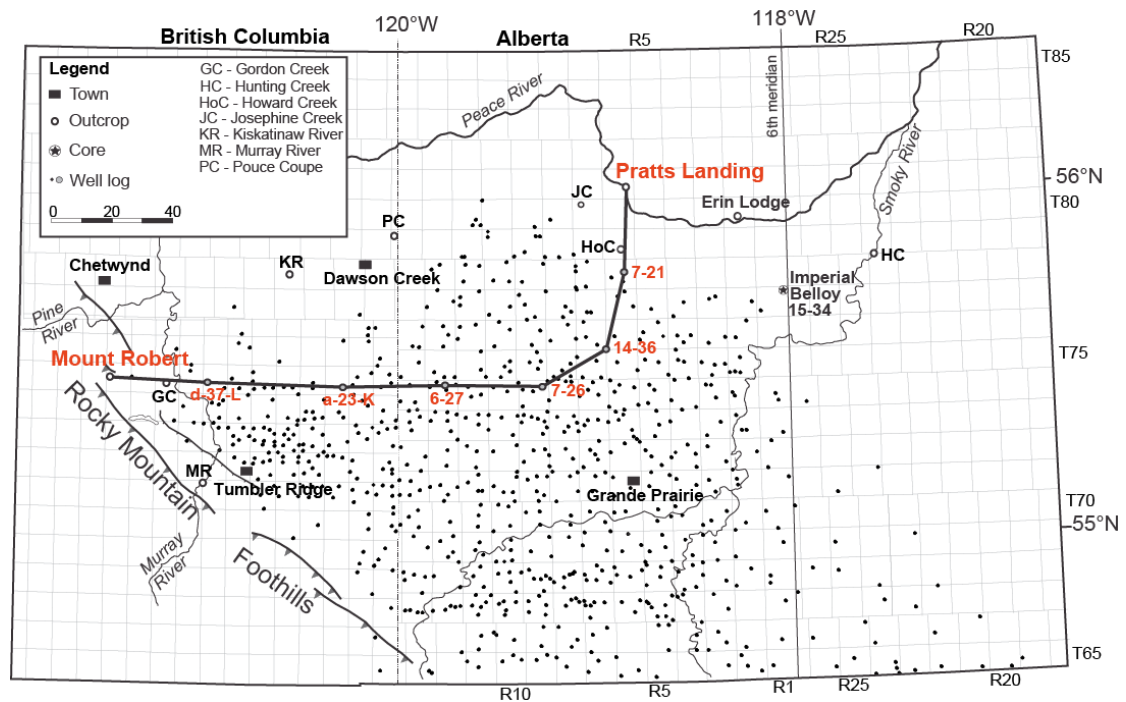 120°W
118°W
British Columbia
Alberta
R5
R25
R20
T85
Legend
Town
Outcrop
Core
Well log
0 20 40
GC - Gordon Creek
HC - Hunting Creek
HoC - Howard Creek
JC - Josephine Creek
KR - Kiskatinaw River
MR - Murray River
PC - Pouce Coupe
Peace River
6th meridian
Smoky River
Pratts Landing
56°N
T80
JC
Erin Lodge
PC
HoC
HC
KR
Chetwynd
Dawson Creek
7-21
Imperial
Belloy
15-34
Pine
River
14-36
T75
Mount Robert
GC
d-37-L
a-23-K
6-27
7-26
Rocky Mountain
MR
Tumbler Ridge
Grande Prairie
T70
55°N
Murray
River
Foothills
T65
R10
R5
R1
R25
R20